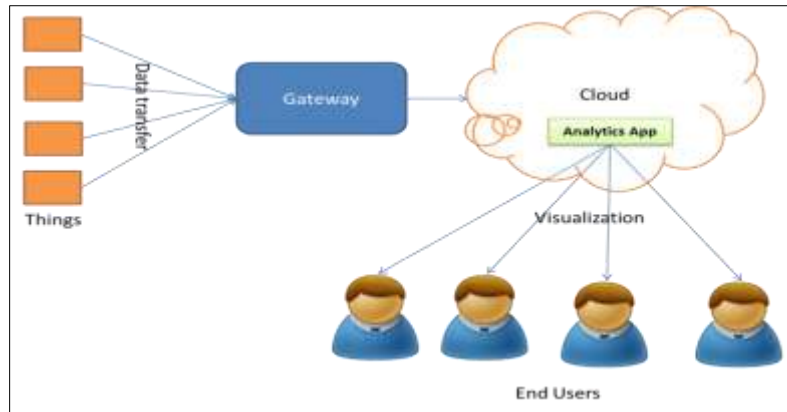 Data transfer
Gateway
Cloud
Analytics App
Things
Visualization
End Users